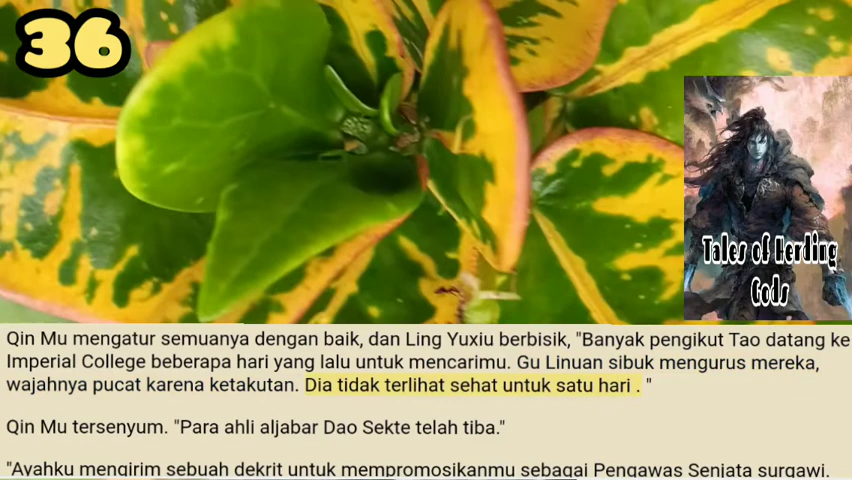 36
Tales of Herding
Gods
Qin Mu mengatur semuanya dengan baik, dan Ling Yuxiu berbisik, "Banyak pengikut Tao datang ke
Imperial College beberapa hari yang lalu untuk mencarimu. Gu Linuan sibuk mengurus mereka,
wajahnya pucat karena ketakutan. Dia tidak terlihat sehat untuk satu hari . "
Qin Mu tersenyum. "Para ahli aljabar Dao Sekte telah tiba."
"Ayahku mengirim sebuah dekrit untuk mempromosikanmu sebagai Pengawas Senjata surgawi.